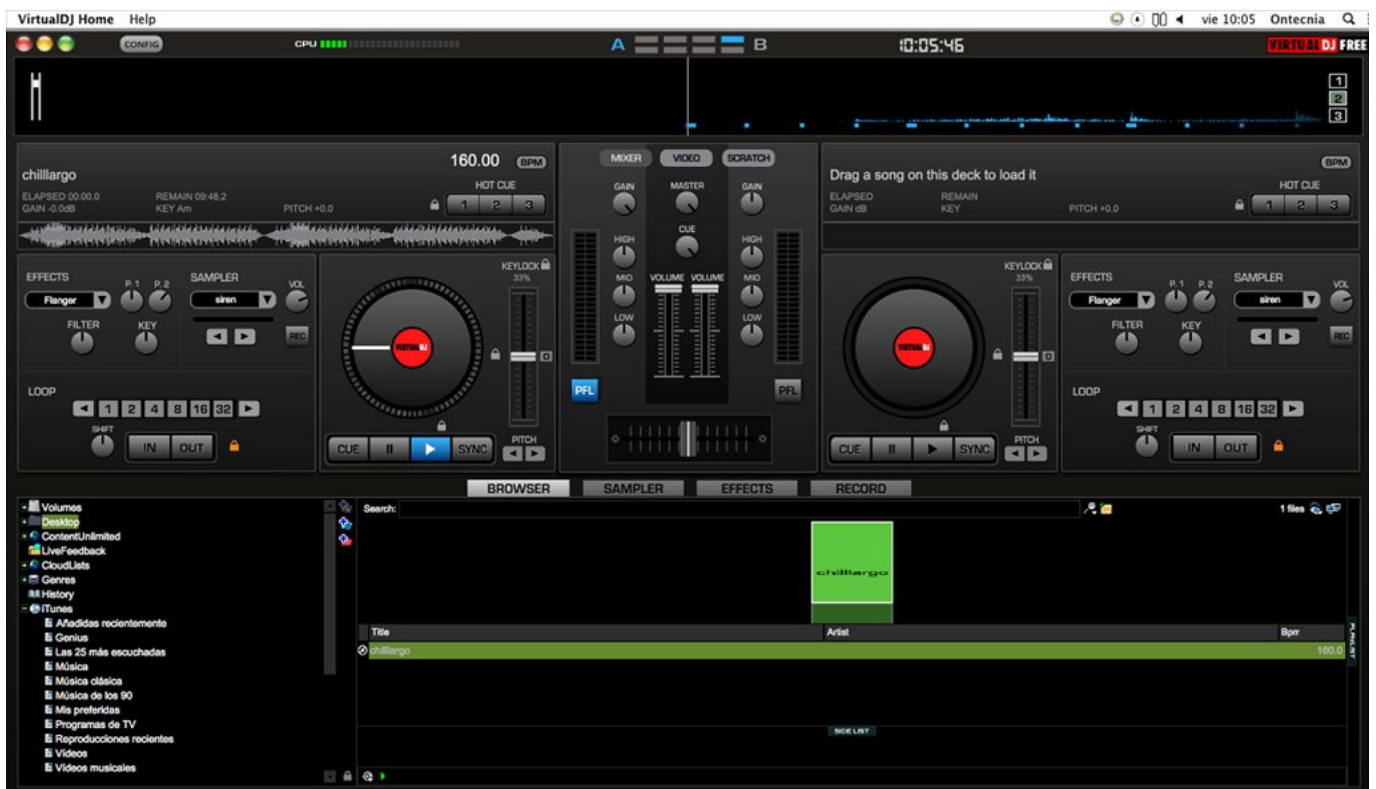 VirtualDJ Home Help vie 10:05 Ontecnia
CONFIG CPU A B 10:05:46 VIRTUAL DJ FREE
1
2
3
chilllargo 160.00 BPM
ELAPSED 00:00.0 REMAIN 09:48.2 HOT CUE
GAIN -0.0dB KEY Am PITCH +0.0 1 2 3
MIXER VIDEO SCRATCH
GAIN MASTER GAIN
CUE
HIGH HIGH
MID VOLUME VOLUME MID
LOW LOW
PFL PFL
Drag a song on this deck to load it BPM
ELAPSED REMAIN HOT CUE
GAIN dB KEY PITCH +0.0 1 2 3
EFFECTS P. 1 P. 2 SAMPLER VOL
Flanger siren
FILTER KEY REC
LOOP
1 2 4 8 16 32
SHIFT
IN OUT
KEYLOCK
33%
VIRTUAL DJ
0
CUE SYNC PITCH
KEYLOCK
33%
VIRTUAL DJ
0
CUE SYNC PITCH
EFFECTS P. 1 P. 2 SAMPLER VOL
Flanger siren
FILTER KEY REC
LOOP
1 2 4 8 16 32
SHIFT
IN OUT
BROWSER SAMPLER EFFECTS RECORD
Volumes
Desktop
ContentUnlimited
LiveFeedback
CloudLists
Genres
History
iTunes
Añadidas recientemente
Genius
Las 25 más escuchadas
Música
Música clásica
Música de los 90
Mis preferidas
Programas de TV
Reproducciones recientes
Vídeos
Vídeos musicales
Search: 1 files
chilllargo
Title Artist Bpm
chilllargo 160.0
PLAYLIST
SIDE LIST